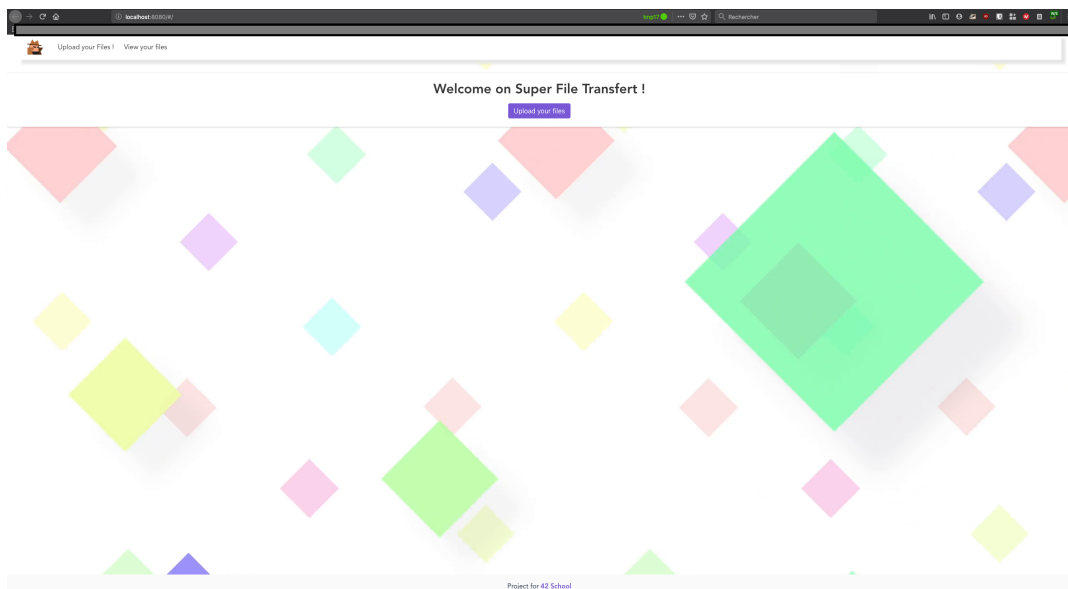 localhost:8080/#/
tmp17
Rechercher
Upload your Files ! View your files
Welcome on Super File Transfert !
Upload your files
Project for 42 School